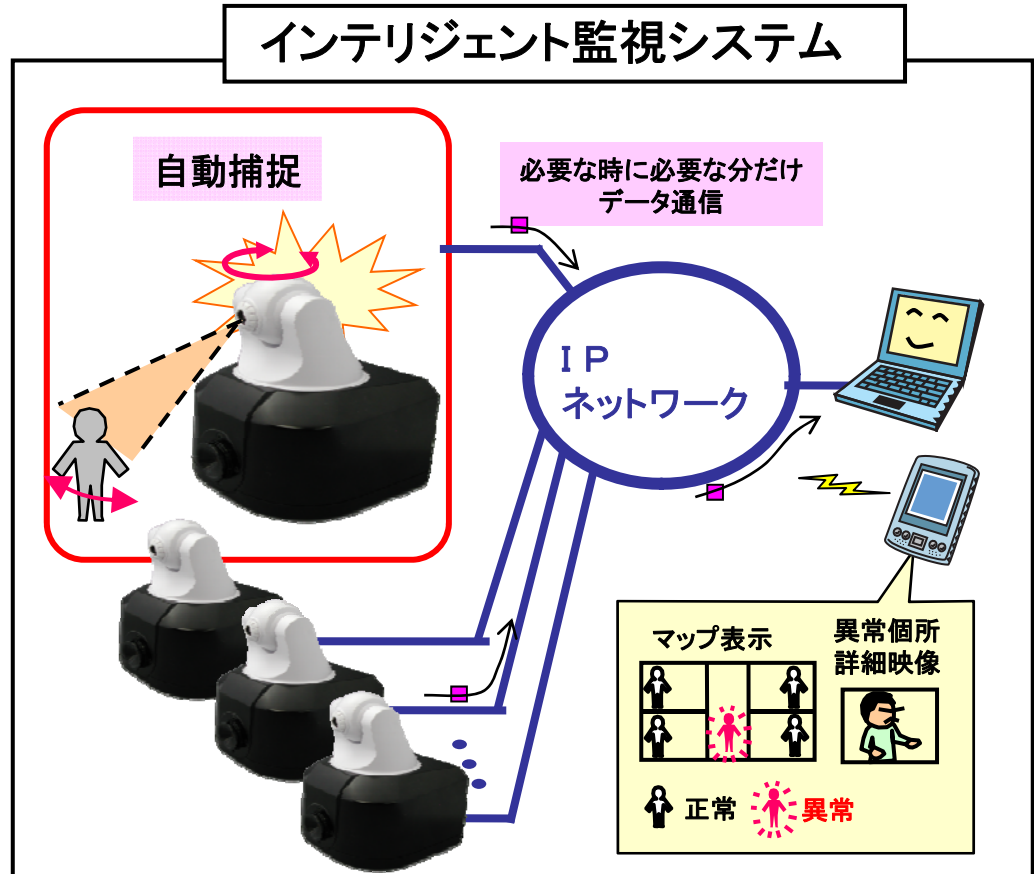 インテリジェント監視システム
自動捕捉
必要な時に必要な分だけ
データ通信
ＩＰ
ネットワーク
マップ表示
異常個所
詳細映像
正常
異常